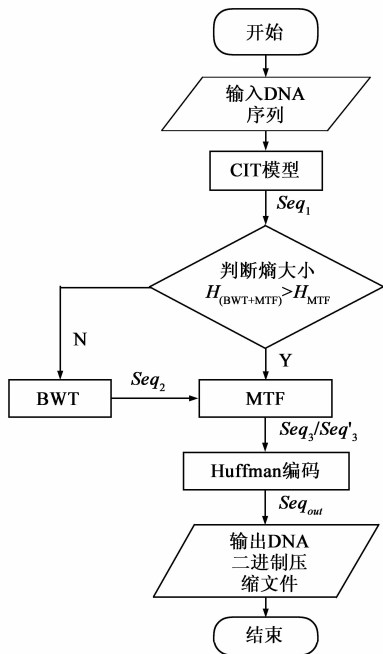 开始
输入DNA
序列
CIT模型
Seq₁
判断熵大小
H(BWT+MTF)>HMTF
N
Y
BWT
Seq₂
MTF
Seq₃/Seq'₃
Huffman编码
Seqout
输出DNA
二进制压
缩文件
结束